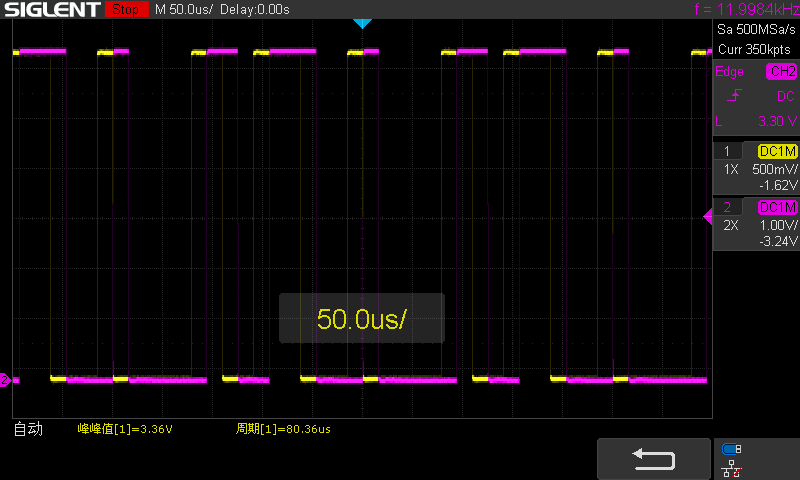 SIGLENT Stop M 50.0us/ Delay:0.00s f = 11.9984kHz
Sa 500MSa/s
Curr 350kpts
Edge CH2
DC
L 3.30 V
1 DC1M
1X 500mV/
-1.62V
2 DC1M
2X 1.00V/
-3.24V
2
50.0us/
自动 峰峰值[1]=3.36V 周期[1]=80.36us